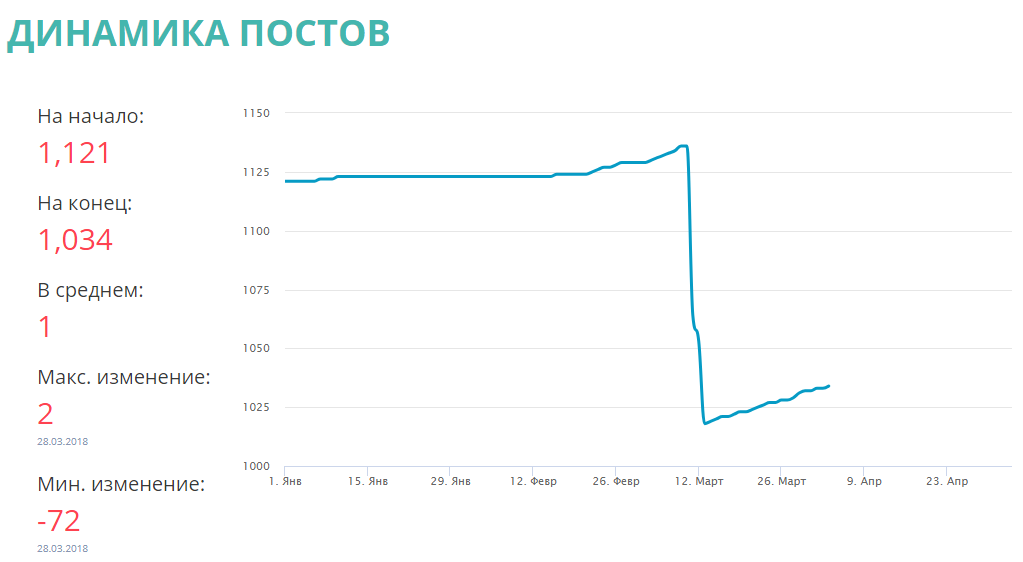 ДИНАМИКА ПОСТОВ
На начало:
1,121
На конец:
1,034
В среднем:
1
Макс. изменение:
2
28.03.2018
Мин. изменение:
-72
28.03.2018
1150
1125
1100
1075
1050
1025
1000
1. Янв 15. Янв 29. Янв 12. Февр 26. Февр 12. Март 26. Март 9. Апр 23. Апр